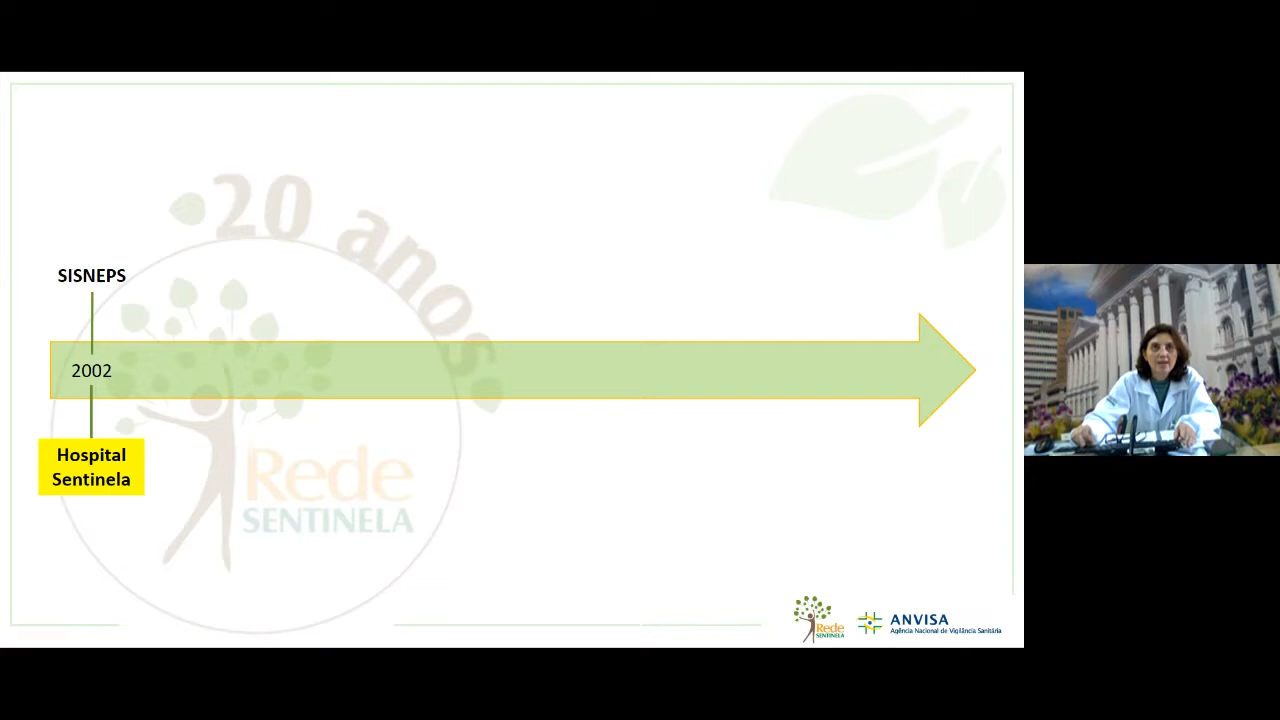 20 anos
SISNEPS
2002
Hospital
Sentinela
Rede
SENTINELA
Rede
SENTINELA
ANVISA
Agência Nacional de Vigilância Sanitária